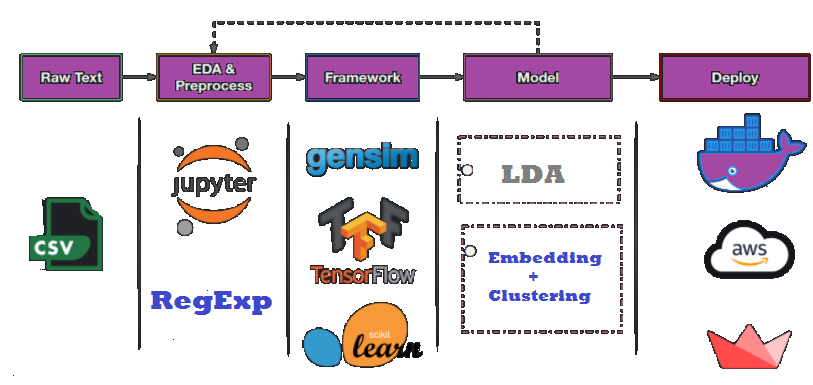 Raw Text
EDA &
Preprocess
Framework
Model
Deploy
CSV
jupyter
RegExp
gensim
TensorFlow
scikit
learn
LDA
Embedding
+
Clustering
aws